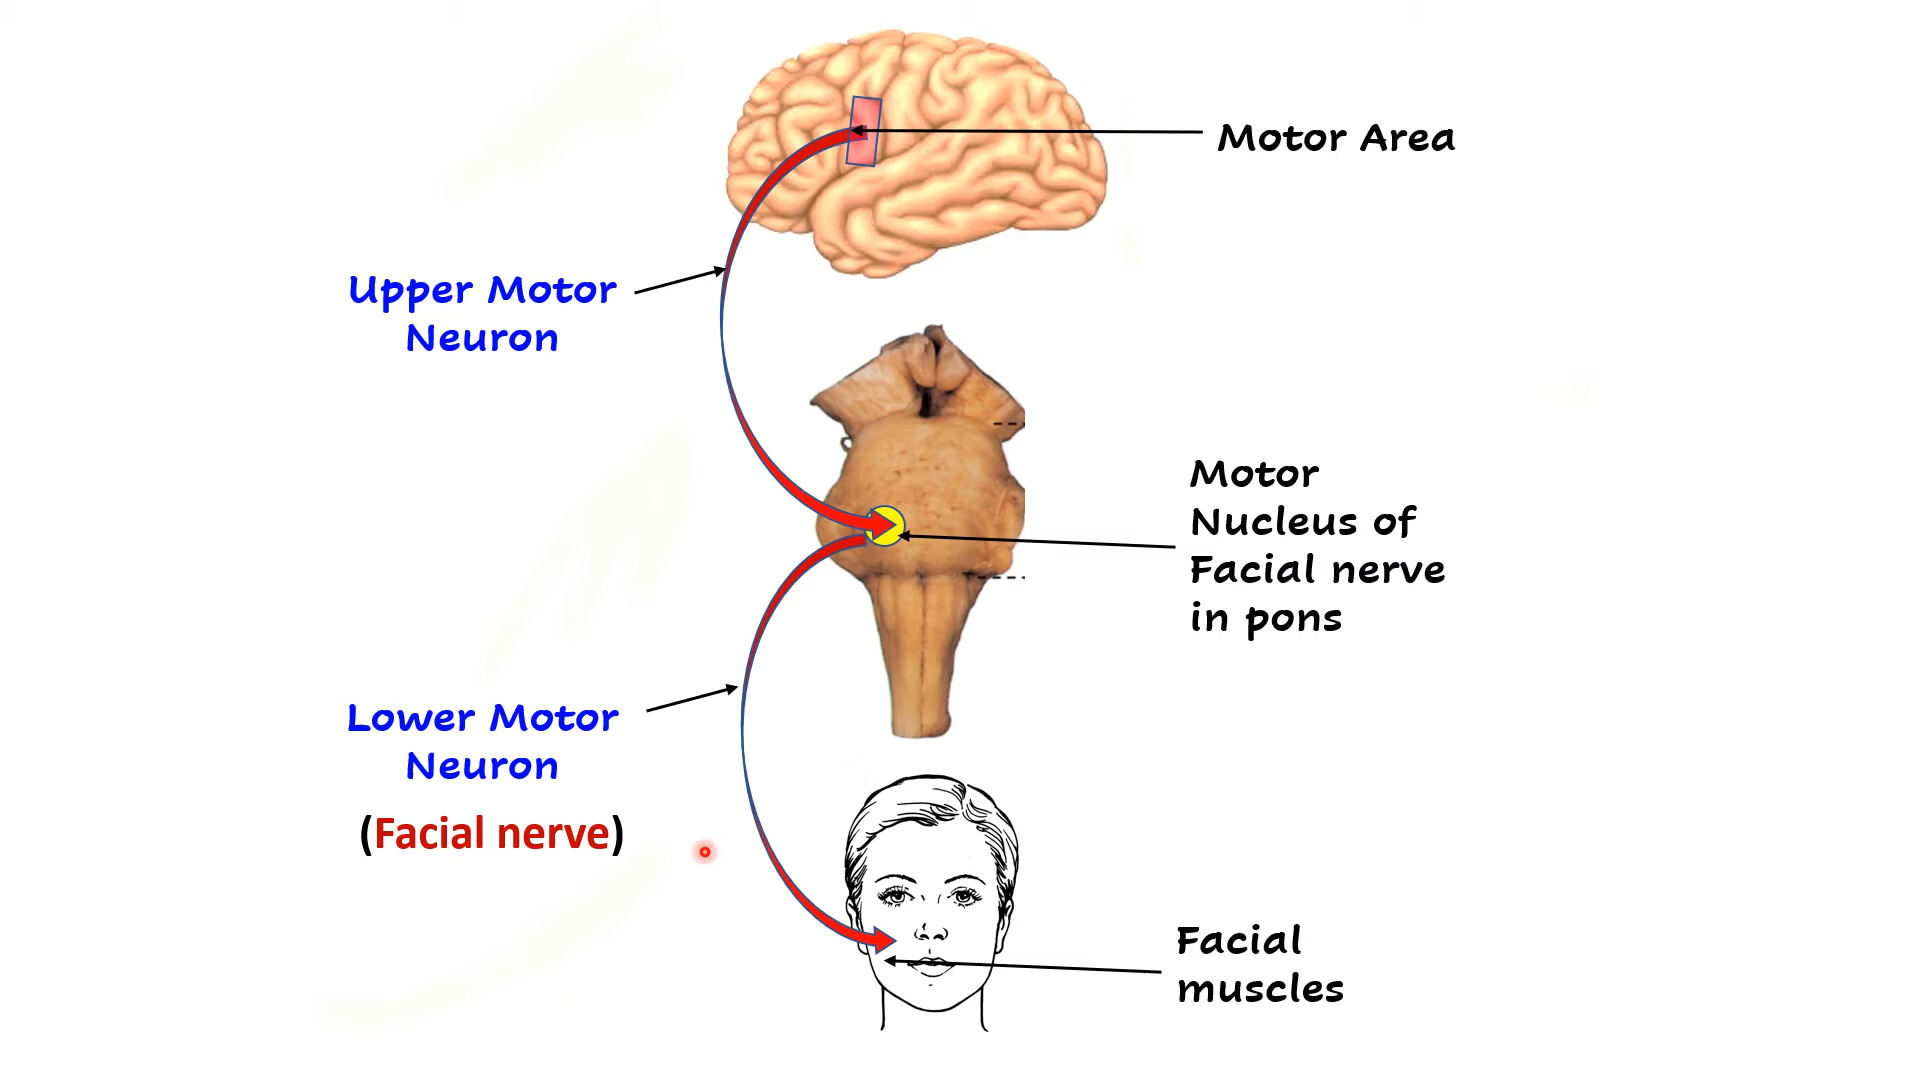 Motor Area
Upper Motor
Neuron
Motor
Nucleus of
Facial nerve
in pons
Lower Motor
Neuron
(Facial nerve)
Facial
muscles